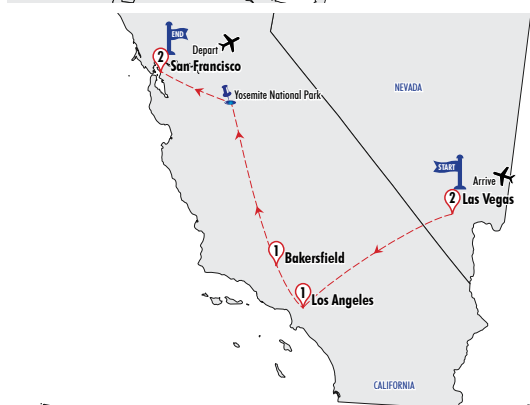 END
Depart
2
San Francisco
Yosemite National Park
NEVADA
START
Arrive
2
Las Vegas
1
Bakersfield
1
Los Angeles
CALIFORNIA